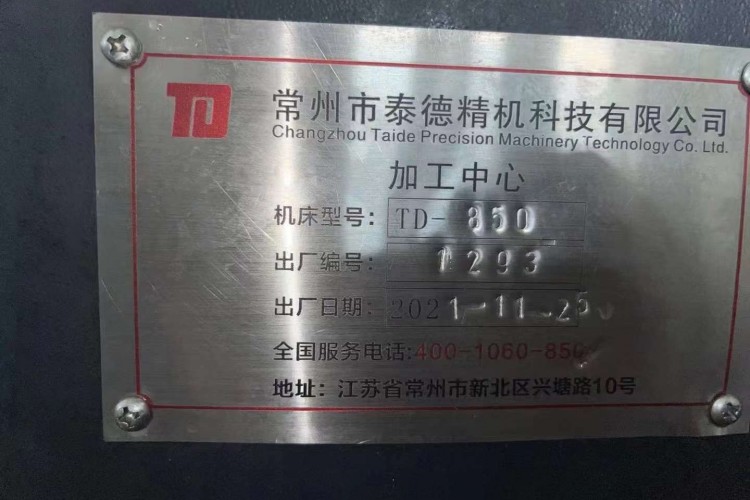 TD 常州市泰德精机科技有限公司
Changzhou Taide Precision Machinery Technology Co. Ltd.
加工中心
机床型号: TD-850
出厂编号: 1293
出厂日期: 2021-11-25
全国服务电话:400-1060-850
地址: 江苏省常州市新北区兴塘路10号